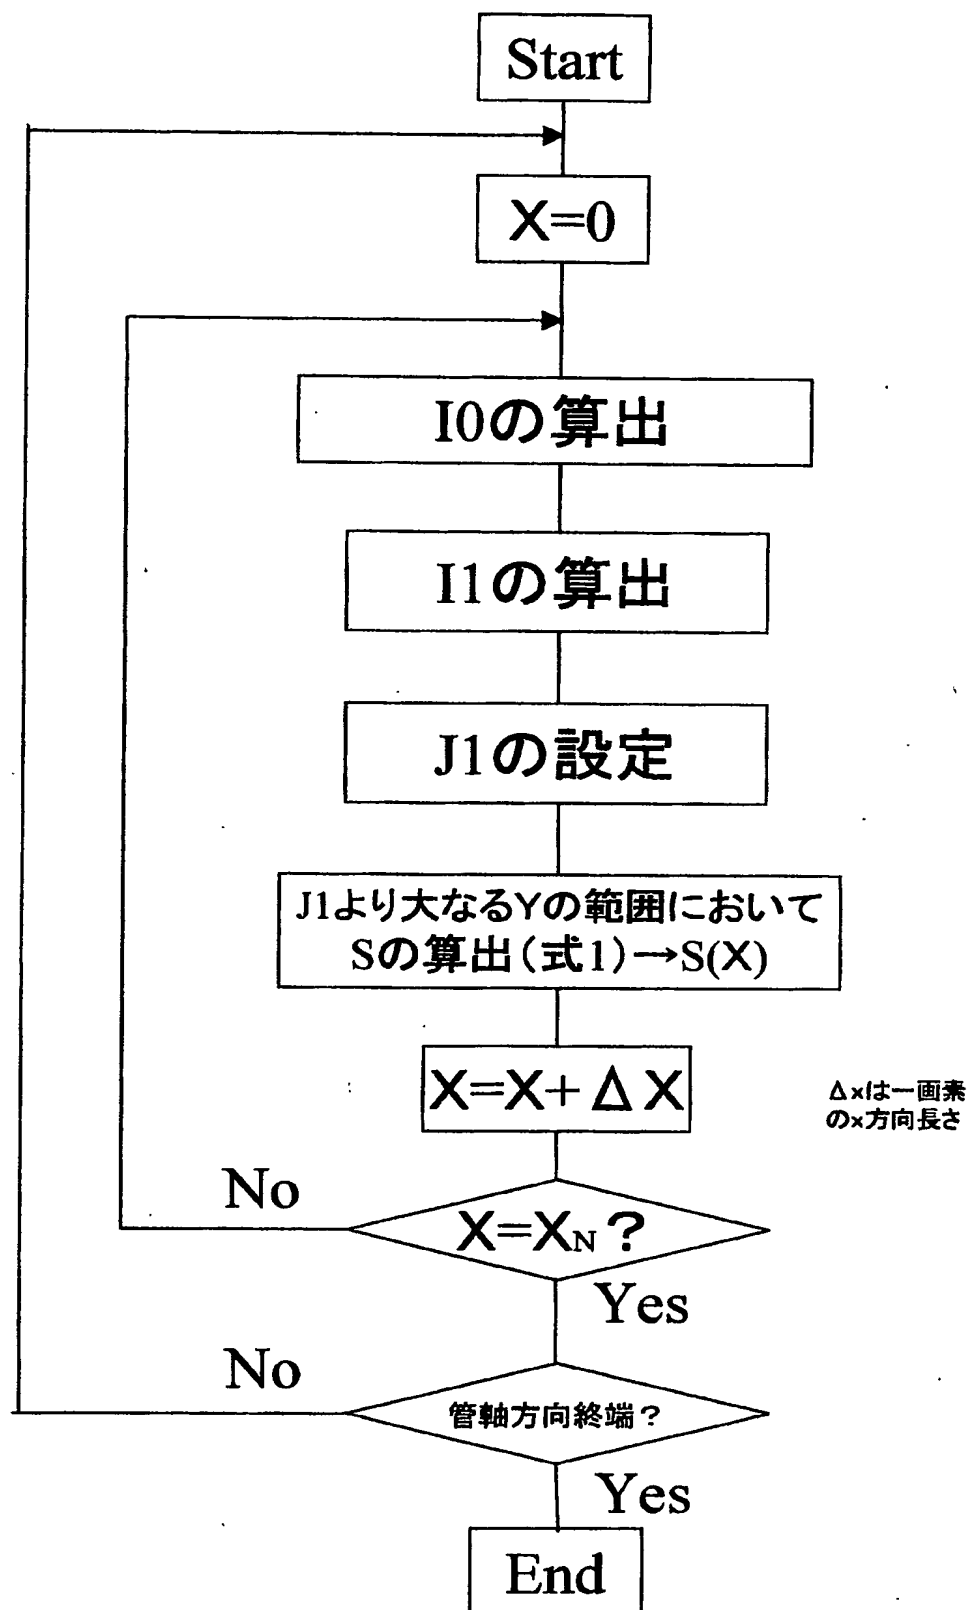 Start
X=0
I0の算出
I1の算出
J1の設定
J1より大なるYの範囲において
Sの算出(式1)→S(X)
X=X+ΔX
Δxは一画素
のx方向長さ
No
X=XN?
Yes
No
管軸方向終端?
Yes
End